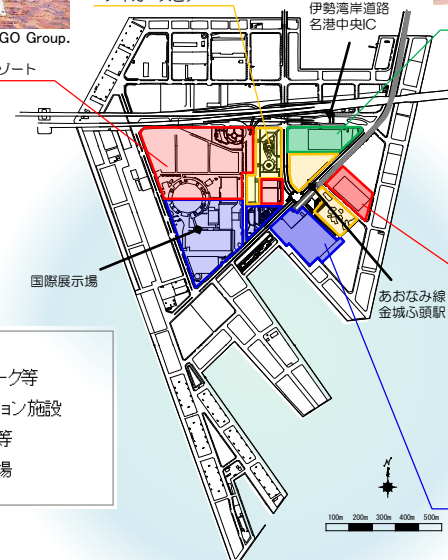 GO Group.
伊勢湾岸道路
名港中央IC
ゾート
国際展示場
あおなみ線
金城ふ頭駅
ーク等
ョン施設
等
場
N
100m 200m 300m 400m 500m